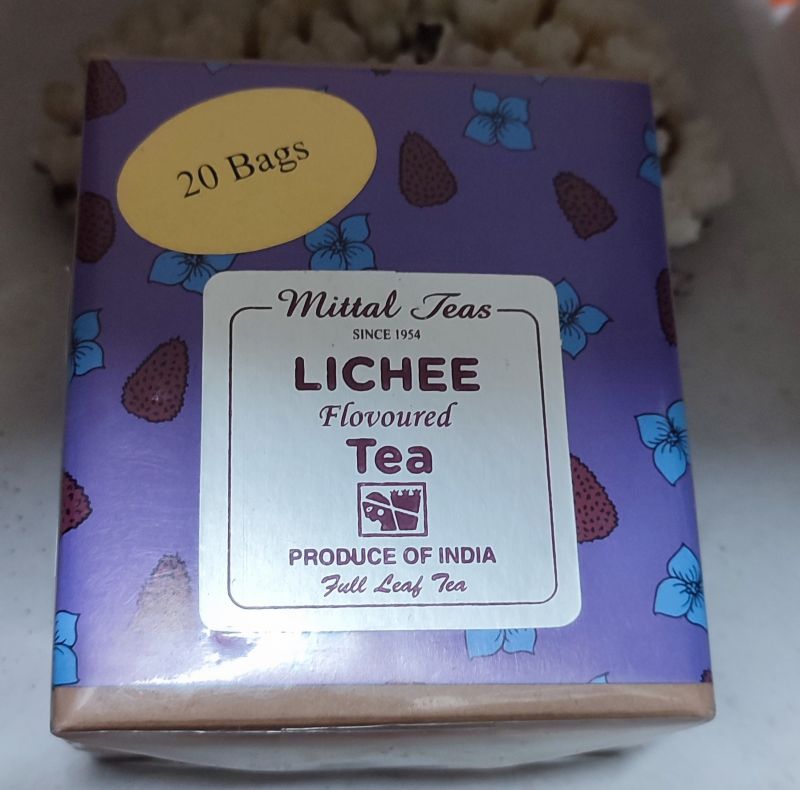 20 Bags
Mittal Teas
SINCE 1954
LICHEE
Flovoured
Tea
PRODUCE OF INDIA
Full Leaf Tea